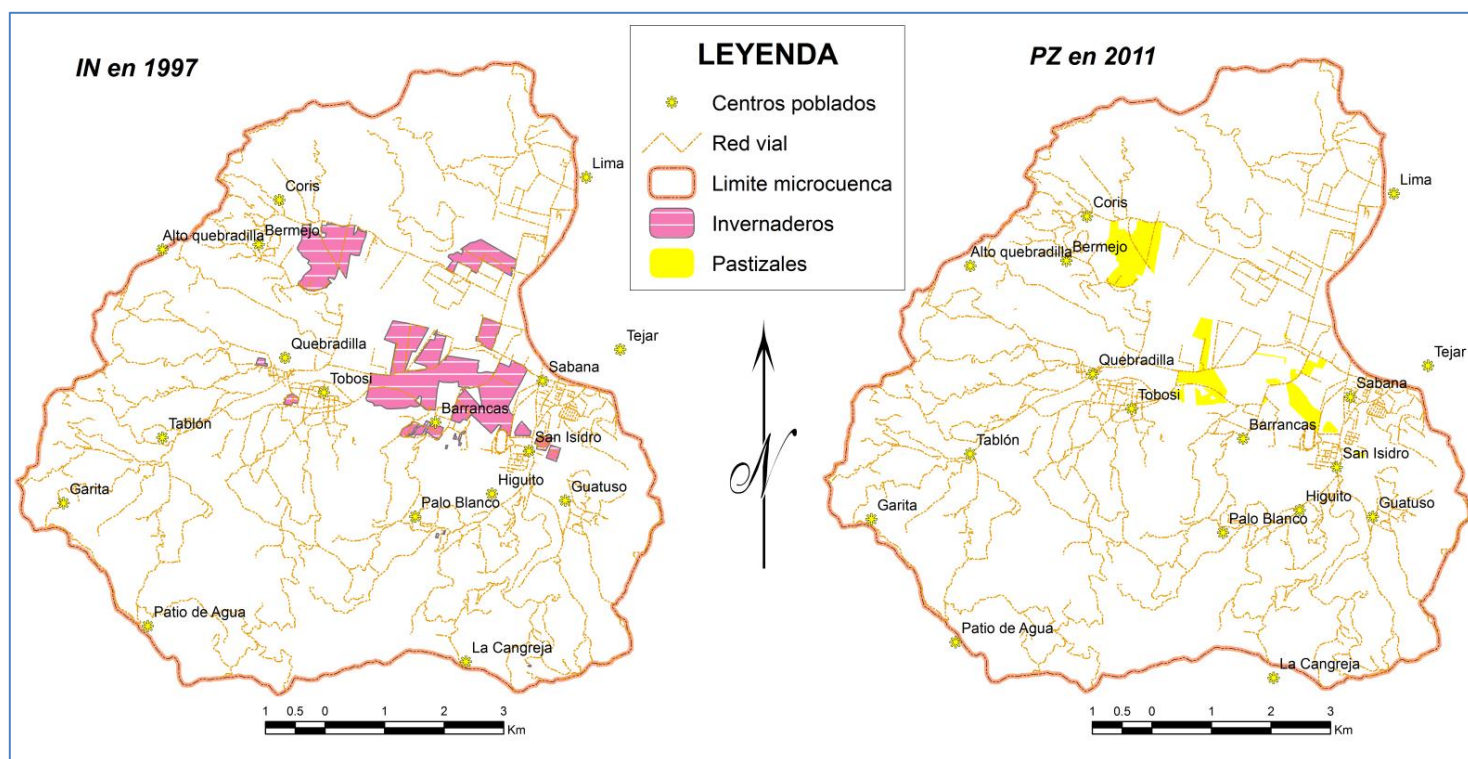 IN en 1997
Lima
Coris
Bermejo
Alto quebradilla
Tejar
Quebradilla
Sabana
Tobosi
Barrancas
Tablón
San Isidro
Garita
Higuito
Guatuso
Palo Blanco
Patio de Agua
La Cangreja
1 0.5 0 1 2 3
Km
LEYENDA
Centros poblados
Red vial
Limite microcuenca
Invernaderos
Pastizales
N
PZ en 2011
Lima
Coris
Bermejo
Alto quebradilla
Tejar
Quebradilla
Sabana
Tobosi
Barrancas
Tablón
San Isidro
Garita
Higuito
Guatuso
Palo Blanco
Patio de Agua
La Cangreja
1 0.5 0 1 2 3
Km